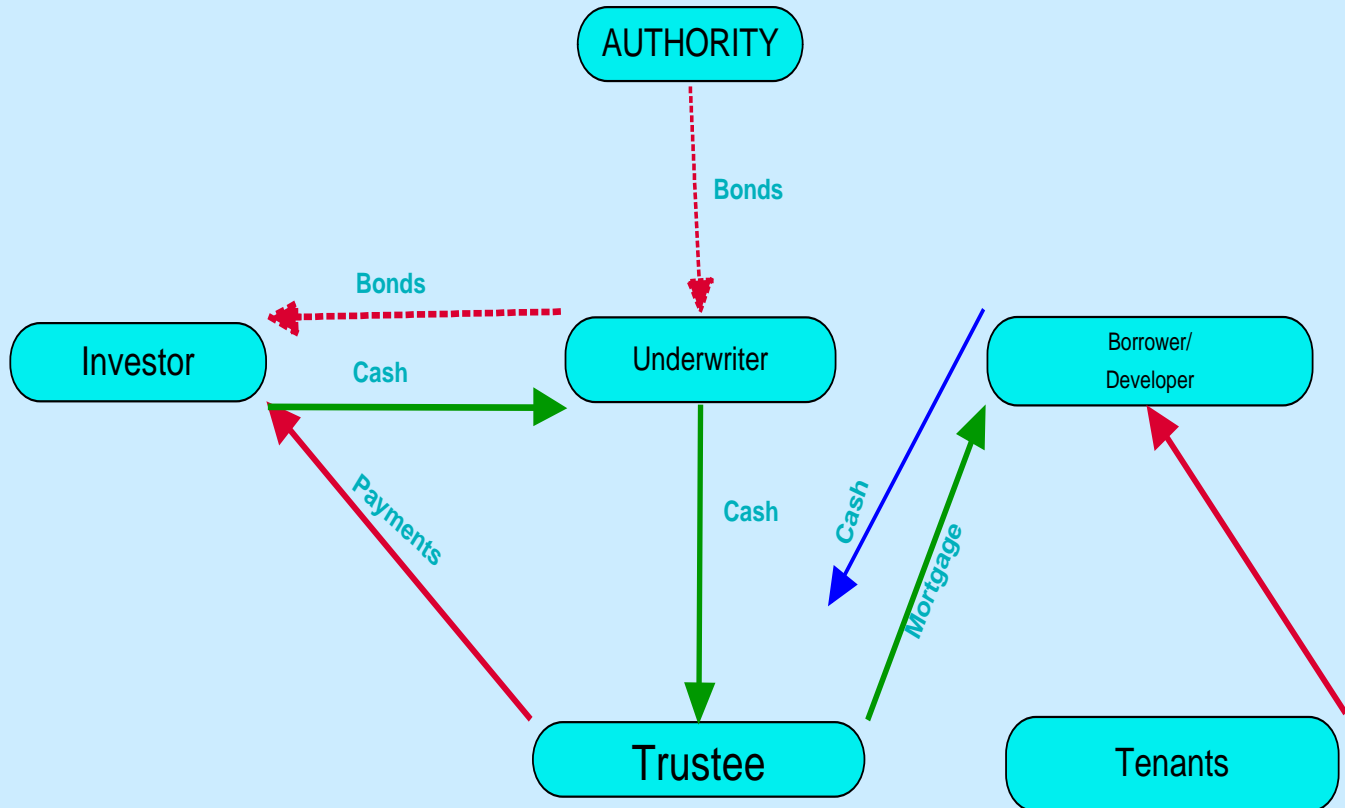 AUTHORITY
Bonds
Bonds
Investor
Cash
Underwriter
Borrower/
Developer
Payments
Cash
Cash
Mortgage
Trustee
Tenants